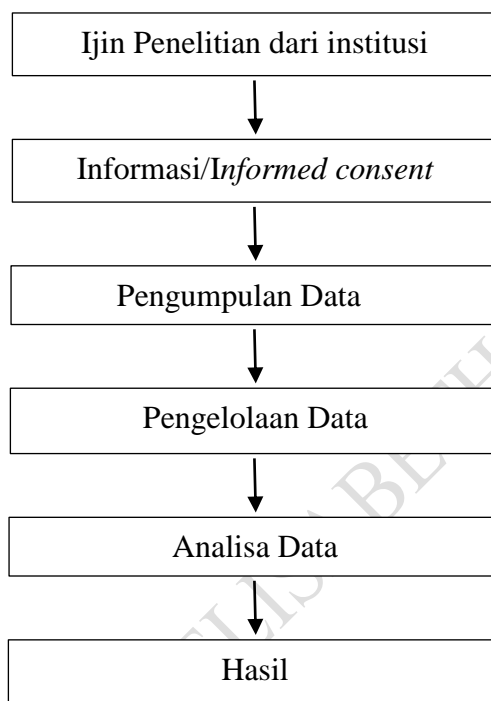 Ijin Penelitian dari institusi
Informasi/Informed consent
Pengumpulan Data
Pengelolaan Data
Analisa Data
Hasil